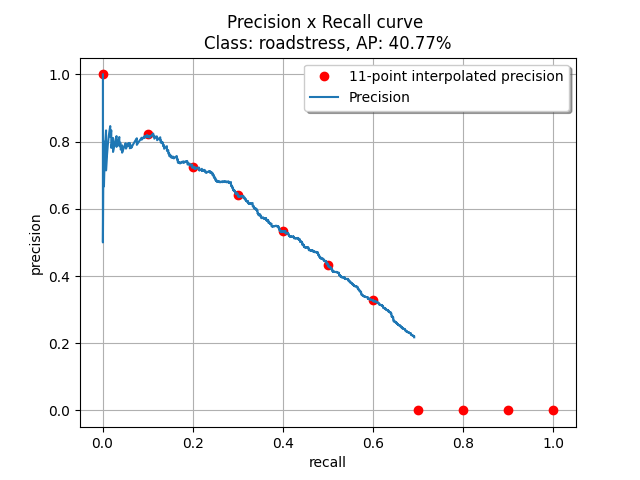 Precision x Recall curve
Class: roadstress, AP: 40.77%
11-point interpolated precision
Precision
1.0
0.8
0.6
0.4
0.2
0.0
precision
0.0 0.2 0.4 0.6 0.8 1.0
recall